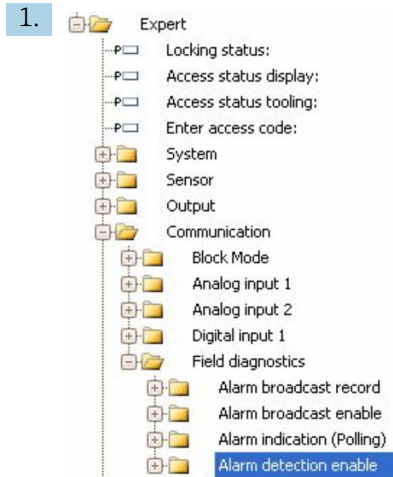 1.
Expert
Locking status:
Access status display:
Access status tooling:
Enter access code:
System
Sensor
Output
Communication
Block Mode
Analog input 1
Analog input 2
Digital input 1
Field diagnostics
Alarm broadcast record
Alarm broadcast enable
Alarm indication (Polling)
Alarm detection enable